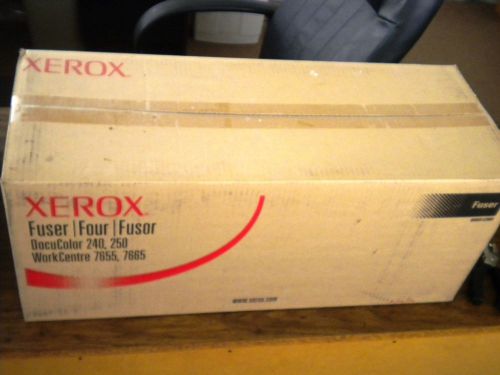 XEROX
XEROX
Fuser | Four | Fusor
DocuColor 240, 250
WorkCentre 7655, 7665
Fuser
www.xerox.com